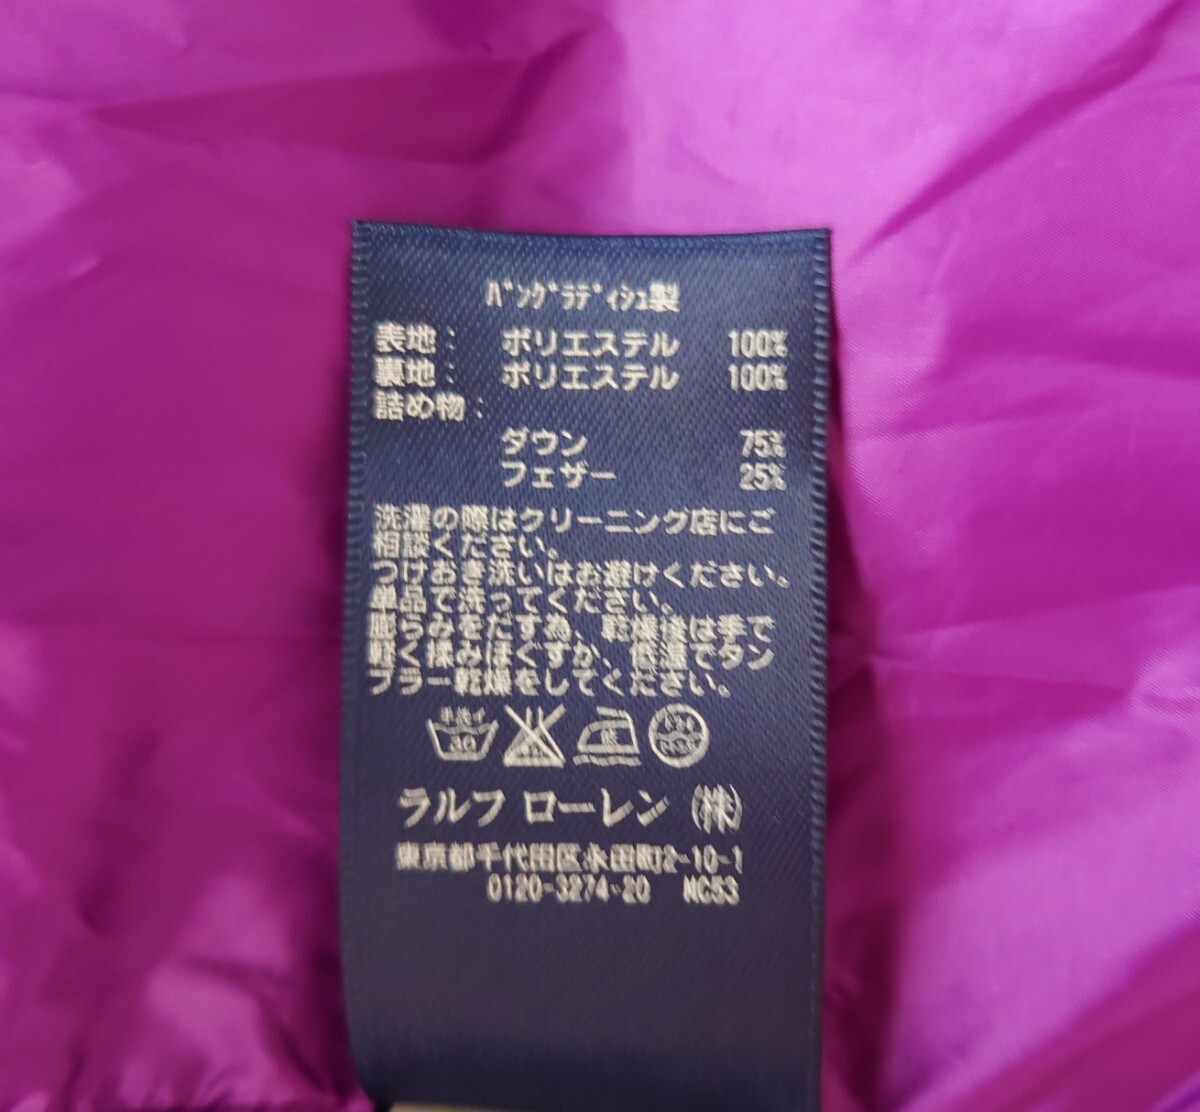 ﾊﾞﾝｸﾞﾗﾃﾞｨｼｭ製
表地： ポリエステル 100%
裏地： ポリエステル 100%
詰め物：
ダウン 75%
フェザー 25%
洗濯の際はクリーニング店にご
相談ください。
つけおき洗いはお避けください。
単品で洗ってください。
膨らみをだす為、乾燥後は手で
軽く揉みほぐすか、低温でタン
ブラー乾燥をしてください。
手洗イ
30
低
ラルフ ローレン (株)
東京都千代田区永田町2-10-1
0120-3274-20 MC53